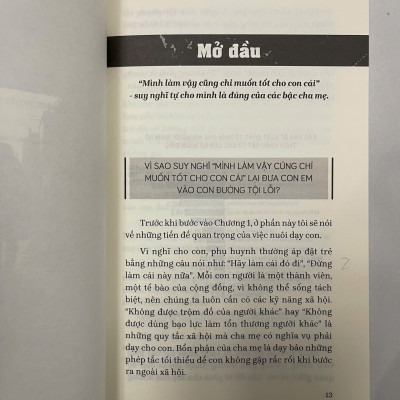 Mở đầu
“Mình làm vậy cũng chỉ muốn tốt cho con cái”
- suy nghĩ tự cho mình là đúng của các bậc cha mẹ.
VÌ SAO SUY NGHĨ “MÌNH LÀM VẬY CŨNG CHỈ
MUỐN TỐT CHO CON CÁI” LẠI ĐƯA CON EM
VÀO CON ĐƯỜNG TỘI LỖI?
Trước khi bước vào Chương 1, ở phần này tôi sẽ nói
về những tiền đề quan trọng của việc nuôi dạy con.
Vì nghĩ cho con, phụ huynh thường áp đặt trẻ
bằng những câu nói như: “Hãy làm cái đó đi”, “Đừng
làm cái này nữa”. Mỗi con người là một thành viên,
một tế bào của cộng đồng, vì không thể sống tách
biệt, nên chúng ta luôn cần có các kỹ năng xã hội.
“Không được trộm đồ của người khác” hay “Không
được dùng bạo lực làm tổn thương người khác” là
những quy tắc xã hội mà cha mẹ có nghĩa vụ phải
dạy cho con. Bổn phận của cha mẹ là dạy bảo những
phép tắc tối thiểu để con không gặp rắc rối khi bước
ra ngoài xã hội.
13